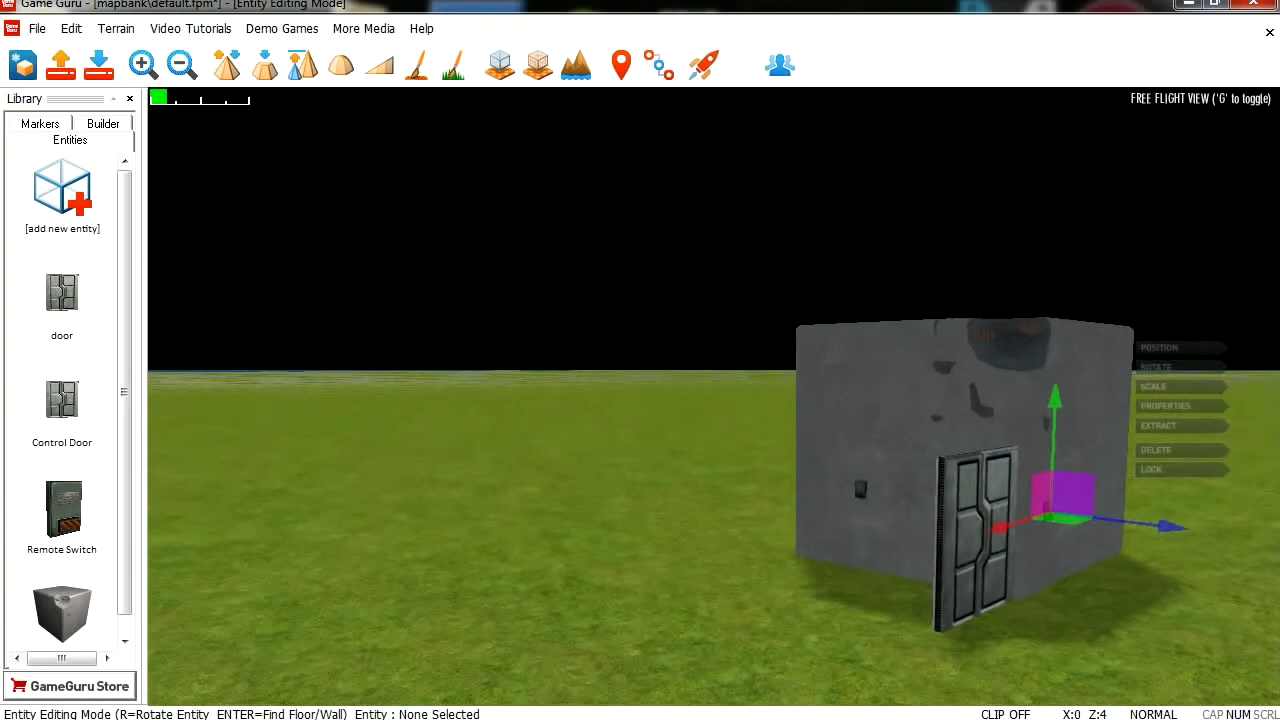 Game Guru - [mapbank\default.fpm*] - [Entity Editing Mode]
File Edit Terrain Video Tutorials Demo Games More Media Help
Library
FREE FLIGHT VIEW ('G' to toggle)
Markers Builder
Entities
[add new entity]
door
Control Door
Remote Switch
POSITION
ROTATE
SCALE
PROPERTIES
EXTRACT
DELETE
LOCK
GameGuru Store
Entity Editing Mode (R=Rotate Entity ENTER=Find Floor/Wall) Entity : None Selected CLIP OFF X:0 Z:4 NORMAL CAP NUM SCRL